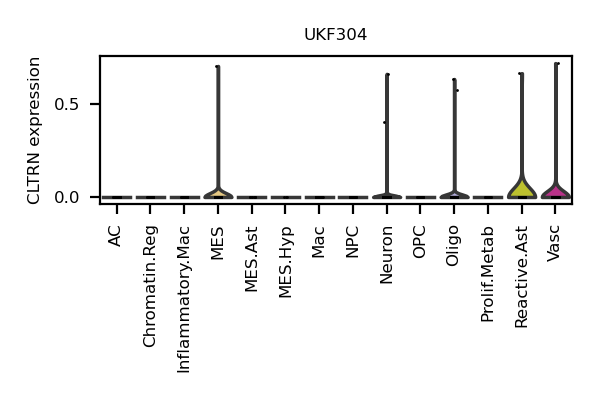 UKF304
CLTRN expression
0.5
0.0
AC
Chromatin.Reg
Inflammatory.Mac
MES
MES.Ast
MES.Hyp
Mac
NPC
Neuron
OPC
Oligo
Prolif.Metab
Reactive.Ast
Vasc